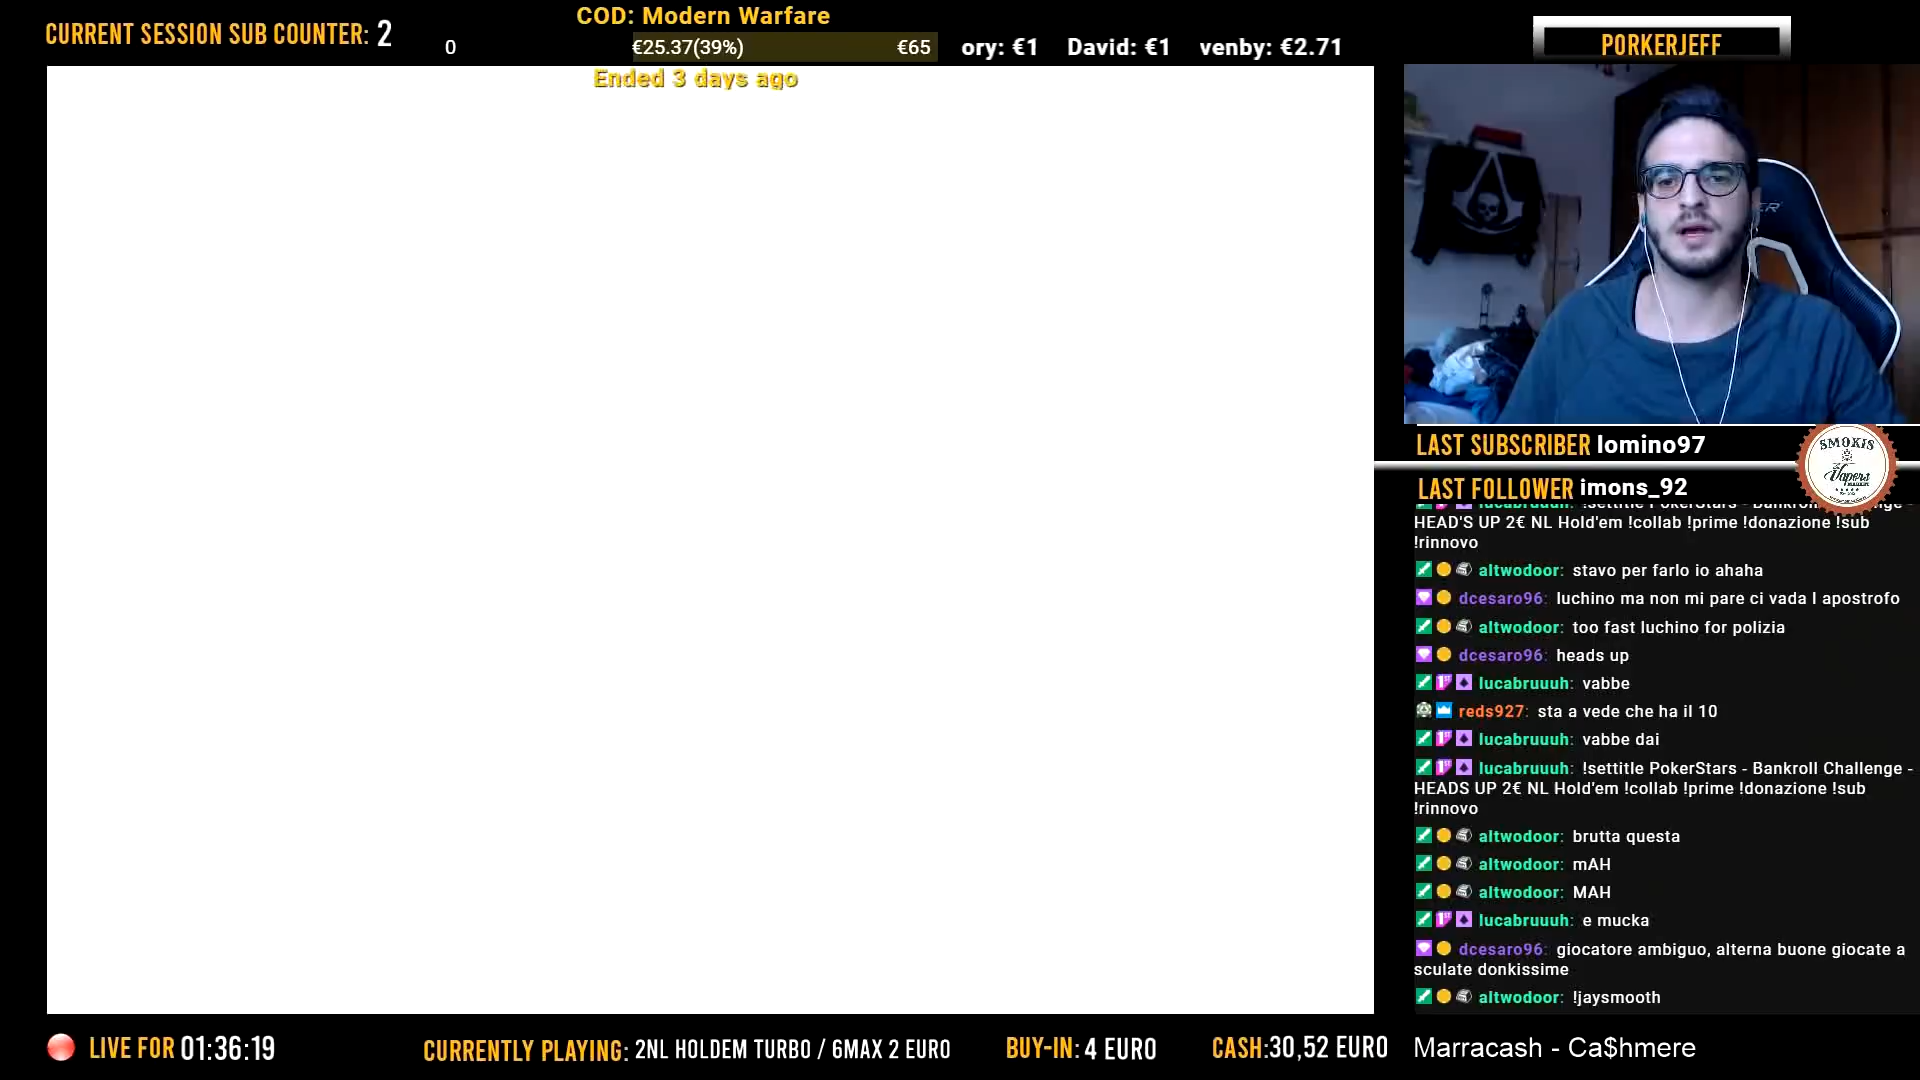 CURRENT SESSION SUB COUNTER: 2
0
COD: Modern Warfare
€25.37(39%) €65
Ended 3 days ago
ory: €1 David: €1 venby: €2.71
PORKERJEFF
LAST SUBSCRIBER lomino97
LAST FOLLOWER imons_92
SMOKIS
Vapors
HEAD'S UP 2€ NL Hold'em !collab !prime !donazione !sub
!rinnovo
altwodoor: stavo per farlo io ahaha
dcesaro96: luchino ma non mi pare ci vada l apostrofo
altwodoor: too fast luchino for polizia
dcesaro96: heads up
lucabruuuh: vabbe
reds927: sta a vede che ha il 10
lucabruuuh: vabbe dai
lucabruuuh: !settitle PokerStars - Bankroll Challenge -
HEADS UP 2€ NL Hold'em !collab !prime !donazione !sub
!rinnovo
altwodoor: brutta questa
altwodoor: mAH
altwodoor: MAH
lucabruuuh: e mucka
dcesaro96: giocatore ambiguo, alterna buone giocate a
sculate donkissime
altwodoor: !jaysmooth
LIVE FOR 01:36:19
CURRENTLY PLAYING: 2NL HOLDEM TURBO / 6MAX 2 EURO
BUY-IN: 4 EURO
CASH:30,52 EURO
Marracash - Ca$hmere